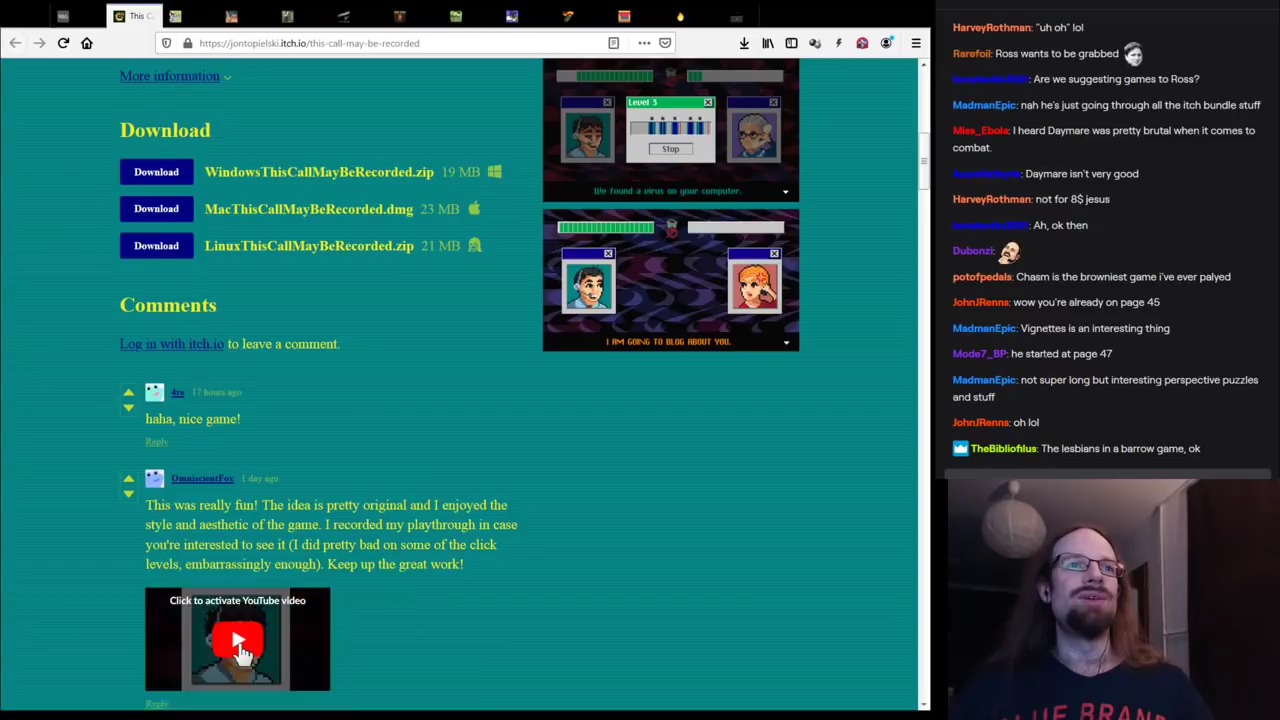 This C
https://jontopielski.itch.io/this-call-may-be-recorded
More information
Download
Download WindowsThisCallMayBeRecorded.zip 19 MB
Download MacThisCallMayBeRecorded.dmg 23 MB
Download LinuxThisCallMayBeRecorded.zip 21 MB
Comments
Log in with itch.io to leave a comment.
4rs 17 hours ago
haha, nice game!
Reply
OmniscientFox 1 day ago
This was really fun! The idea is pretty original and I enjoyed the
style and aesthetic of the game. I recorded my playthrough in case
you're interested to see it (I did pretty bad on some of the click
levels, embarrassingly enough). Keep up the great work!
Click to activate YouTube video
Reply
Level 3
Stop
We found a virus on your computer.
I AM GOING TO BLOG ABOUT YOU.
HarveyRothman: "uh oh" lol
Rarefoil: Ross wants to be grabbed
Are we suggesting games to Ross?
MadmanEpic: nah he's just going through all the itch bundle stuff
Miss_Ebola: I heard Daymare was pretty brutal when it comes to
combat.
Daymare isn't very good
HarveyRothman: not for 8$ jesus
Ah, ok then
Dubonzi:
potofpedals: Chasm is the browniest game i've ever palyed
JohnJRenns: wow you're already on page 45
MadmanEpic: Vignettes is an interesting thing
Mode7_BP: he started at page 47
MadmanEpic: not super long but interesting perspective puzzles
and stuff
JohnJRenns: oh lol
TheBibliofilus: The lesbians in a barrow game, ok
BLUE BRAND